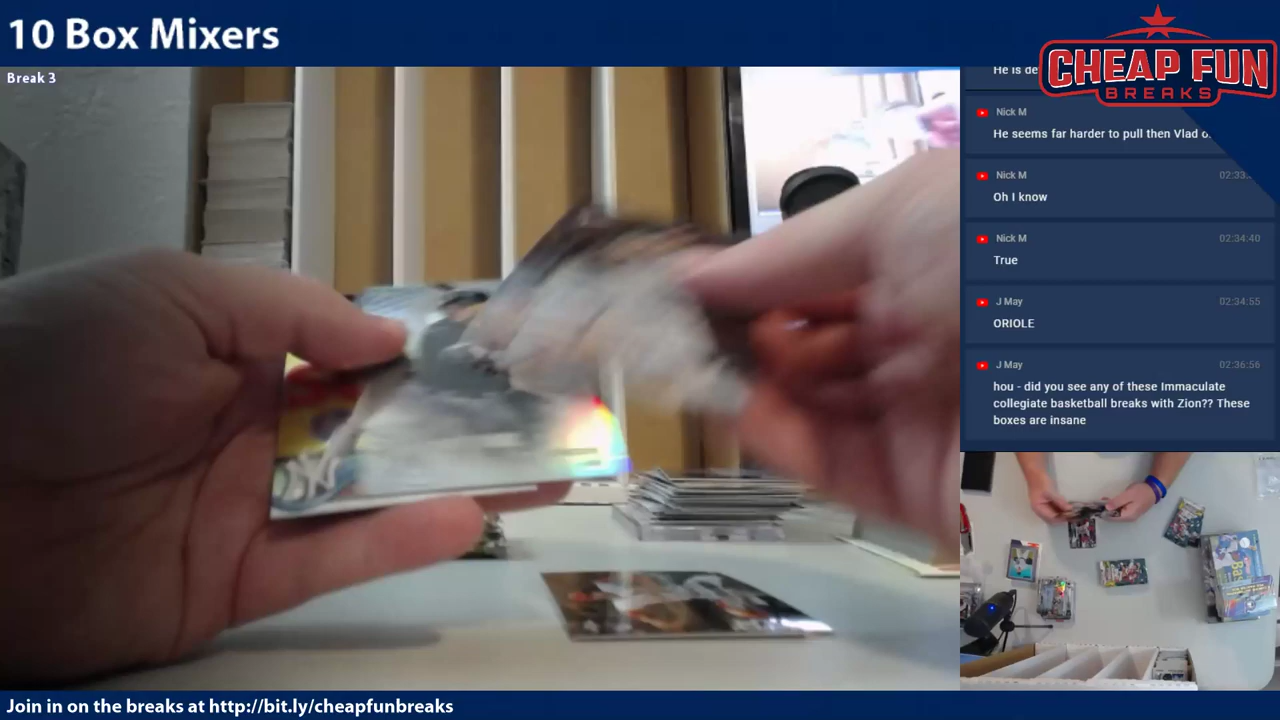 10 Box Mixers
Break 3
CHEAP FUN
BREAKS
He is de
Nick M
He seems far harder to pull then Vlad o
Nick M 02:33
Oh I know
Nick M 02:34:40
True
J May 02:34:55
ORIOLE
J May 02:36:56
hou - did you see any of these Immaculate
collegiate basketball breaks with Zion?? These
boxes are insane
Join in on the breaks at http://bit.ly/cheapfunbreaks